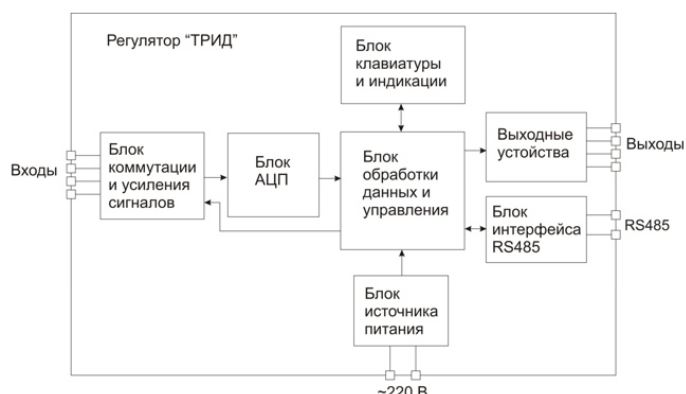 Регулятор “ТРИД”
Блок
клавиатуры
и индикации
Входы
Блок
коммутации
и усиления
сигналов
Блок
АЦП
Блок
обработки
данных и
управления
Выходные
устройства
Выходы
Блок
интерфейса
RS485
RS485
Блок
источника
питания
~220 В